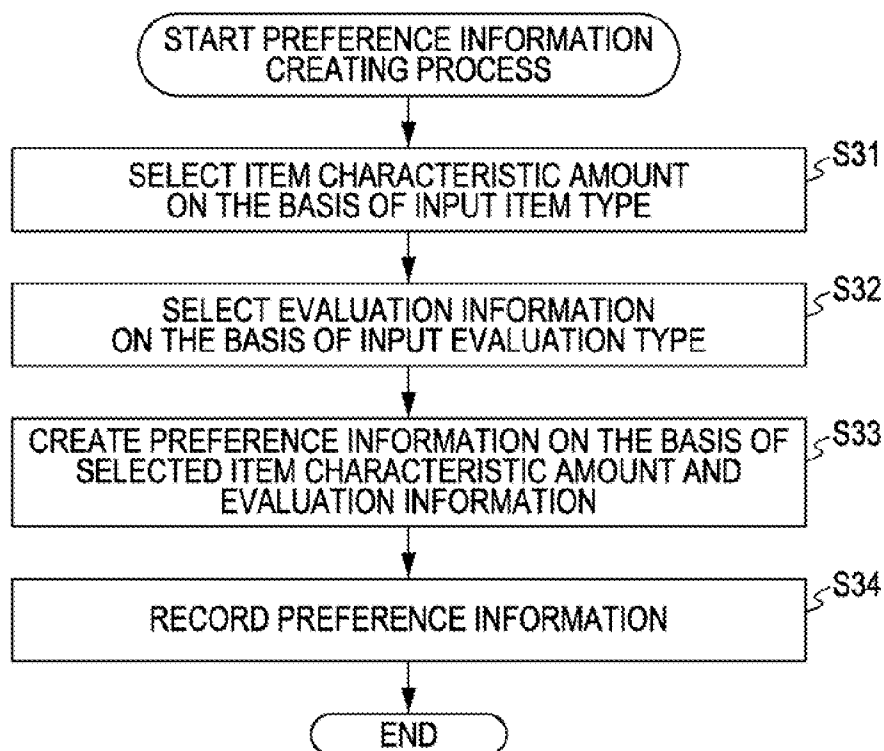 START PREFERENCE INFORMATION
CREATING PROCESS
S31
SELECT ITEM CHARACTERISTIC AMOUNT
ON THE BASIS OF INPUT ITEM TYPE
S32
SELECT EVALUATION INFORMATION
ON THE BASIS OF INPUT EVALUATION TYPE
S33
CREATE PREFERENCE INFORMATION ON THE BASIS OF
SELECTED ITEM CHARACTERISTIC AMOUNT AND
EVALUATION INFORMATION
S34
RECORD PREFERENCE INFORMATION
END